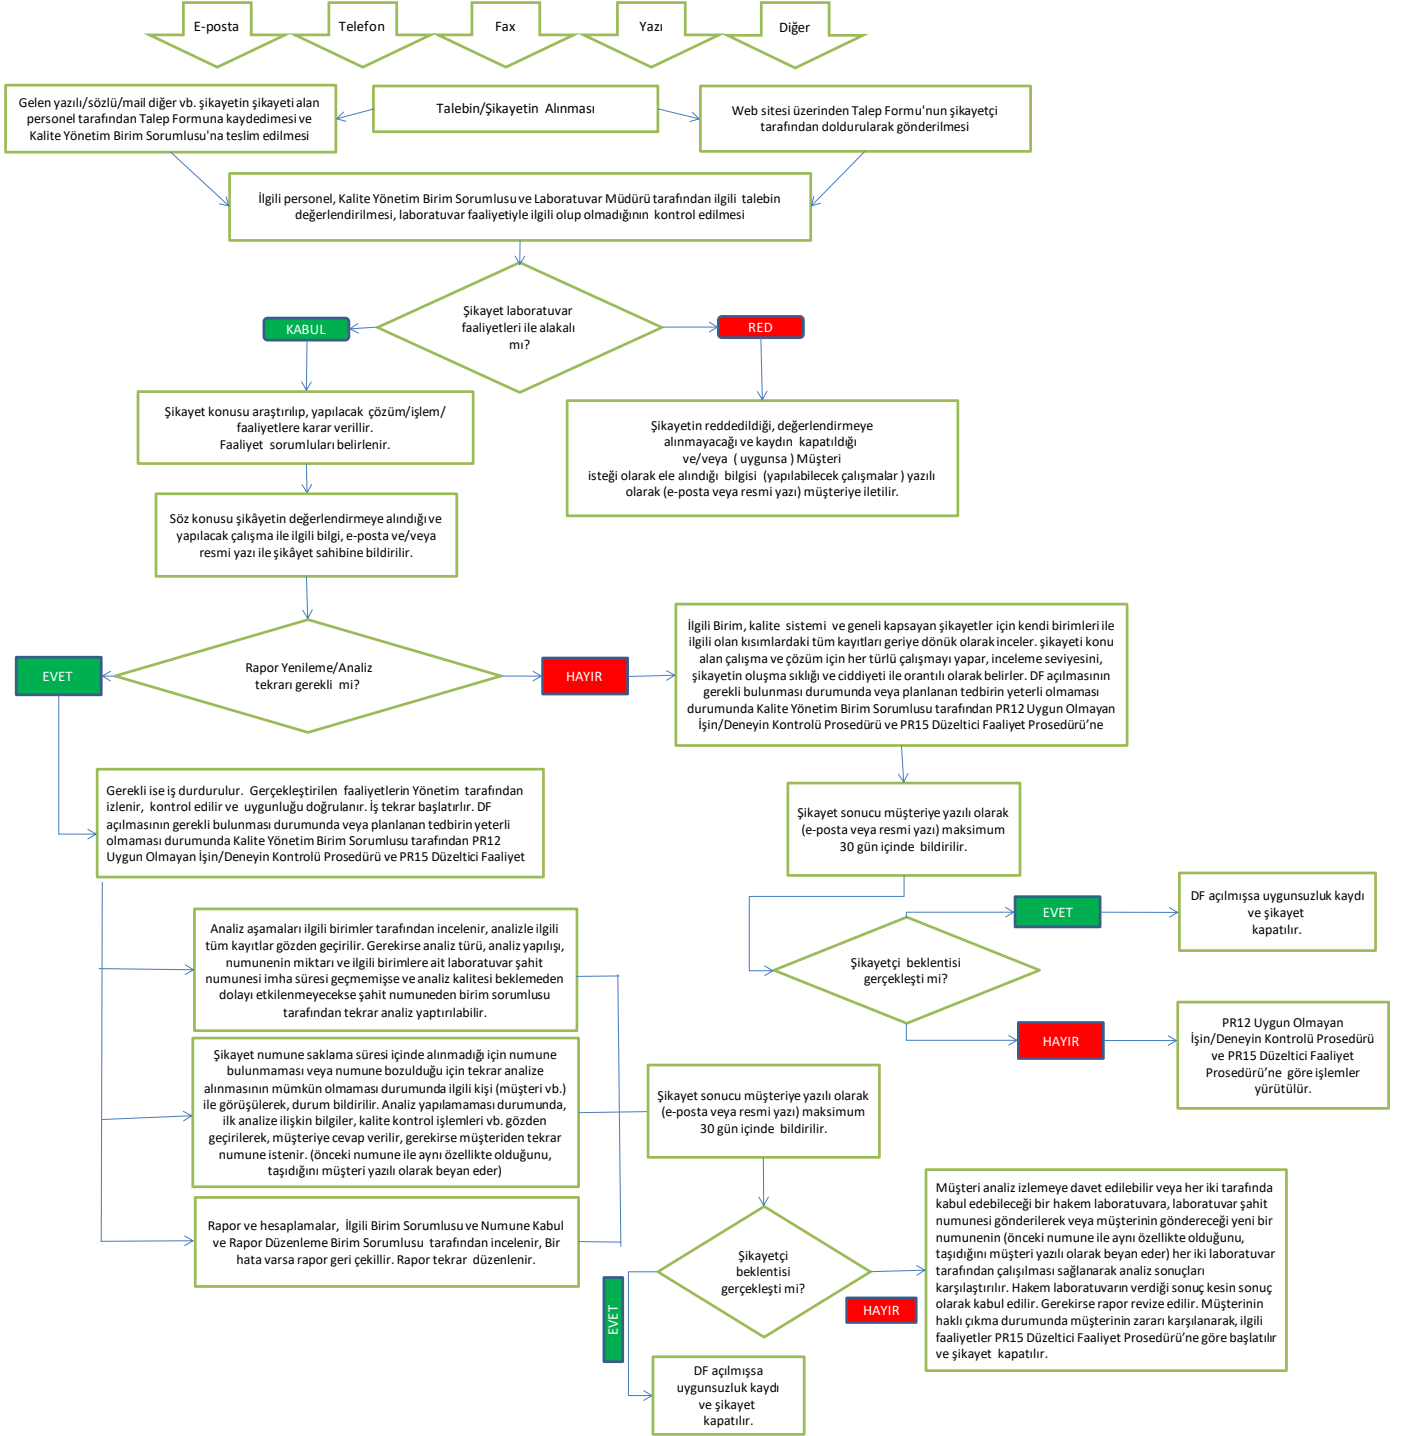 E-posta
Telefon
Fax
Yazı
Diğer
Gelen yazılı/sözlü/mail diğer vb. şikayetin şikayeti alan
personel tarafından Talep Formuna kaydedimesi ve
Kalite Yönetim Birim Sorumlusu'na teslim edilmesi
Talebin/Şikayetin Alınması
Web sitesi üzerinden Talep Formu'nun şikayetçi
tarafından doldurularak gönderilmesi
İlgili personel, Kalite Yönetim Birim Sorumlusu ve Laboratuvar Müdürü tarafından ilgili talebin
değerlendirilmesi, laboratuvar faaliyetiyle ilgili olup olmadığının kontrol edilmesi
Şikayet laboratuvar
faaliyetleri ile alakalı
mı?
KABUL
RED
Şikayet konusu araştırılıp, yapılacak çözüm/işlem/
faaliyetlere karar verillir.
Faaliyet sorumluları belirlenir.
Şikayetin reddedildiği, değerlendirmeye
alınmayacağı ve kaydın kapatıldığı
ve/veya ( uygunsa ) Müşteri
isteği olarak ele alındığı bilgisi (yapılabilecek çalışmalar ) yazılı
olarak (e-posta veya resmi yazı) müşteriye iletilir.
Söz konusu şikâyetin değerlendirmeye alındığı ve
yapılacak çalışma ile ilgili bilgi, e-posta ve/veya
resmi yazı ile şikâyet sahibine bildirilir.
Rapor Yenileme/Analiz
tekrarı gerekli mi?
EVET
HAYIR
İlgili Birim, kalite sistemi ve geneli kapsayan şikayetler için kendi birimleri ile
ilgili olan kısımlardaki tüm kayıtları geriye dönük olarak inceler. şikayeti konu
alan çalışma ve çözüm için her türlü çalışmayı yapar, inceleme seviyesini,
şikayetin oluşma sıklığı ve ciddiyeti ile orantılı olarak belirler. DF açılmasının
gerekli bulunması durumunda veya planlanan tedbirin yeterli olmaması
durumunda Kalite Yönetim Birim Sorumlusu tarafından PR12 Uygun Olmayan
İşin/Deneyin Kontrolü Prosedürü ve PR15 Düzeltici Faaliyet Prosedürü’ne
Gerekli ise iş durdurulur. Gerçekleştirilen faaliyetlerin Yönetim tarafından
izlenir, kontrol edilir ve uygunluğu doğrulanır. İş tekrar başlatırlır. DF
açılmasının gerekli bulunması durumunda veya planlanan tedbirin yeterli
olmaması durumunda Kalite Yönetim Birim Sorumlusu tarafından PR12
Uygun Olmayan İşin/Deneyin Kontrolü Prosedürü ve PR15 Düzeltici Faaliyet
Şikayet sonucu müşteriye yazılı olarak
(e-posta veya resmi yazı) maksimum
30 gün içinde bildirilir.
EVET
DF açılmışsa uygunsuzluk kaydı
ve şikayet
kapatılır.
Şikayetçi beklentisi
gerçekleşti mi?
HAYIR
PR12 Uygun Olmayan
İşin/Deneyin Kontrolü Prosedürü
ve PR15 Düzeltici Faaliyet
Prosedürü’ne göre işlemler
yürütülür.
Analiz aşamaları ilgili birimler tarafından incelenir, analizle ilgili
tüm kayıtlar gözden geçirilir. Gerekirse analiz türü, analiz yapılışı,
numunenin miktarı ve ilgili birimlere ait laboratuvar şahit
numunesi imha süresi geçmemişse ve analiz kalitesi beklemeden
dolayı etkilenmeyecekse şahit numuneden birim sorumlusu
tarafından tekrar analiz yaptırılabilir.
Şikayet numune saklama süresi içinde alınmadığı için numune
bulunmaması veya numune bozulduğu için tekrar analize
alınmasının mümkün olmaması durumunda ilgili kişi (müşteri vb.)
ile görüşülerek, durum bildirilir. Analiz yapılamaması durumunda,
ilk analize ilişkin bilgiler, kalite kontrol işlemleri vb. gözden
geçirilerek, müşteriye cevap verilir, gerekirse müşteriden tekrar
numune istenir. (önceki numune ile aynı özellikte olduğunu,
taşıdığını müşteri yazılı olarak beyan eder)
Rapor ve hesaplamalar, İlgili Birim Sorumlusu ve Numune Kabul
ve Rapor Düzenleme Birim Sorumlusu tarafından incelenir, Bir
hata varsa rapor geri çekillir. Rapor tekrar düzenlenir.
Şikayet sonucu müşteriye yazılı olarak
(e-posta veya resmi yazı) maksimum
30 gün içinde bildirilir.
Şikayetçi
beklentisi
gerçekleşti mi?
EVET
HAYIR
Müşteri analiz izlemeye davet edilebilir veya her iki tarafında
kabul edebileceği bir hakem laboratuvara, laboratuvar şahit
numunesi gönderilerek veya müşterinin göndereceği yeni bir
numunenin (önceki numune ile aynı özellikte olduğunu,
taşıdığını müşteri yazılı olarak beyan eder) her iki laboratuvar
tarafından çalışılması sağlanarak analiz sonuçları
karşılaştırılır. Hakem laboratuvarın verdiği sonuç kesin sonuç
olarak kabul edilir. Gerekirse rapor revize edilir. Müşterinin
haklı çıkma durumunda müşterinin zararı karşılanarak, ilgili
faaliyetler PR15 Düzeltici Faaliyet Prosedürü’ne göre başlatılır
ve şikayet kapatılır.
DF açılmışsa
uygunsuzluk kaydı
ve şikayet
kapatılır.